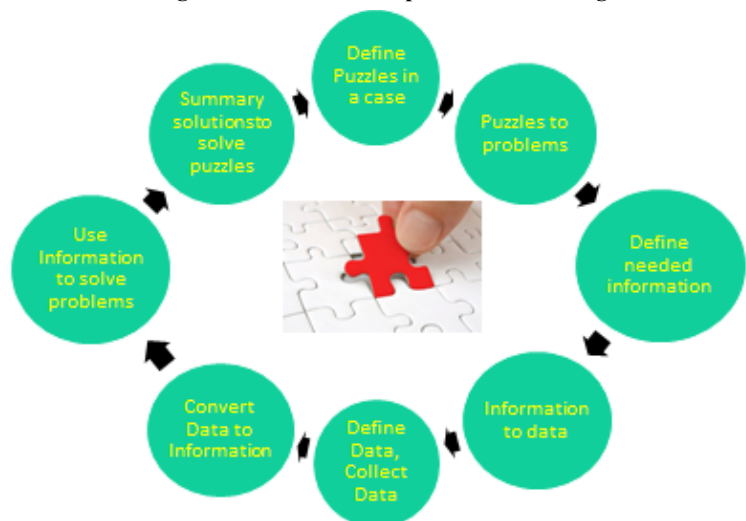 Define
Puzzles in
a case
Puzzles to
problems
Define
needed
information
Information
to data
Define
Data,
Collect
Data
Convert
Data to
Information
Use
Information
to solve
problems
Summary
solutionsto
solve
puzzles